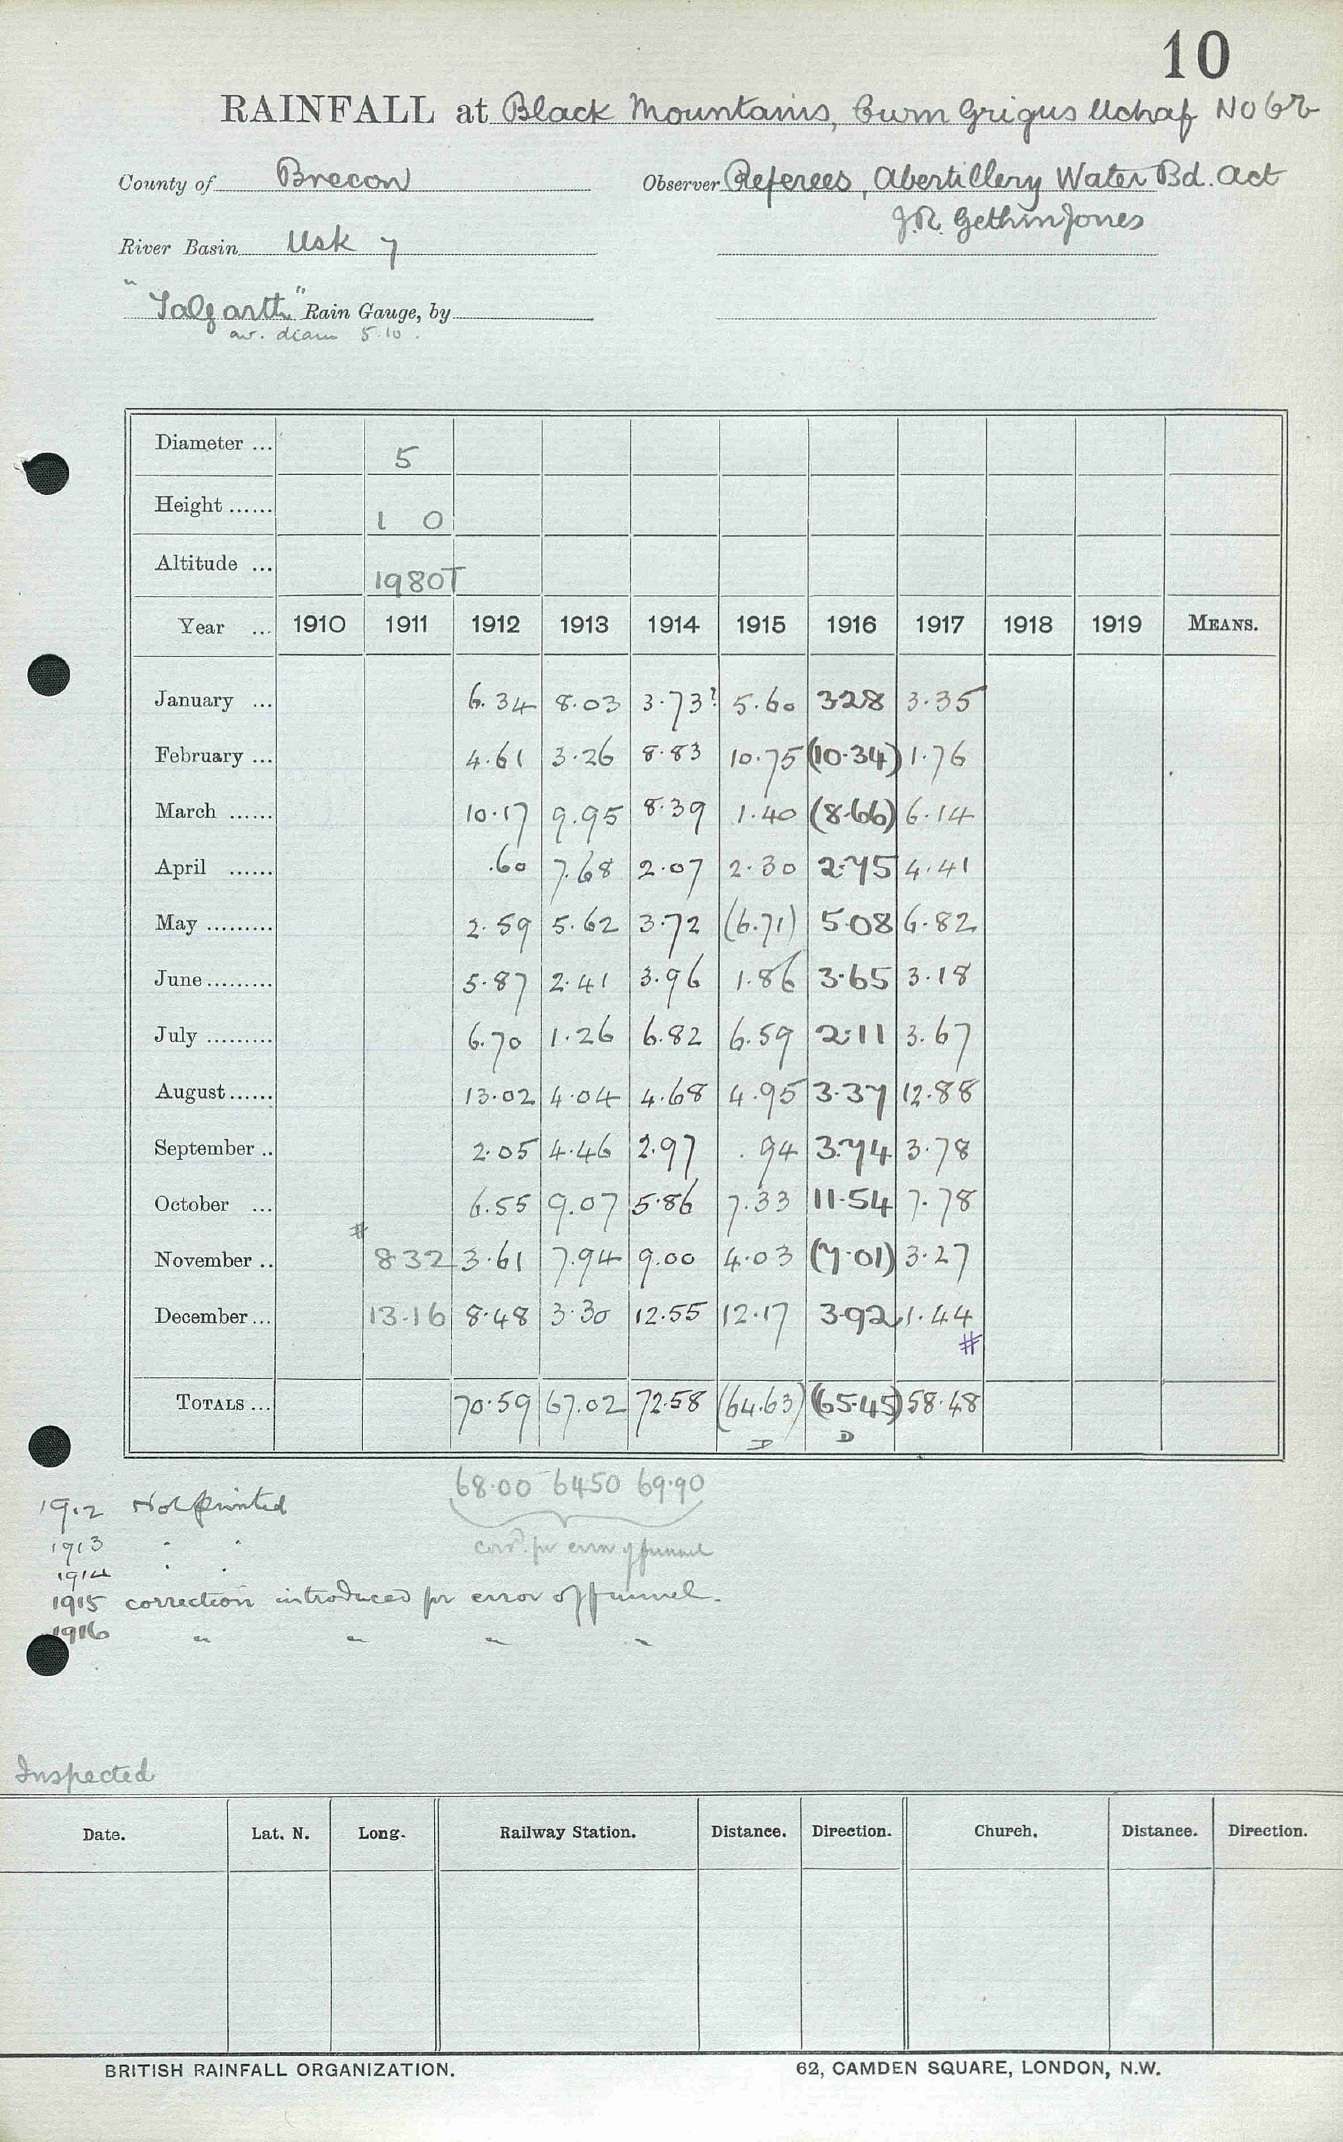 10
RAINFALL at Black Mountains, Cwm Grigus Uchaf No 62
County of Brecon Observer Referees, Abertillery Water Bd. Act
J.R. Gethin Jones
River Basin Usk 7
"Talgarth" Rain Gauge, by
av. diam 5.10.
Diameter ... 5
Height ...... 1 0
Altitude ... 1980T
Year ... 1910 1911 1912 1913 1914 1915 1916 1917 1918 1919 MEANS.
January ... 6.34 8.03 3.73? 5.60 3.28 3.35
February ... 4.61 3.26 8.83 10.75 (10.34) 1.76
March ...... 10.17 9.95 8.39 1.40 (8.66) 6.14
April ...... .60 7.68 2.07 2.30 2.75 4.41
May ......... 2.59 5.62 3.72 (6.71) 5.08 6.82
June ......... 5.87 2.41 3.96 1.86 3.65 3.18
July ......... 6.70 1.26 6.82 6.59 2.11 3.67
August ...... 13.02 4.04 4.68 4.95 3.37 12.88
September .. 2.05 4.46 2.97 .94 3.74 3.78
October ... 6.55 9.07 5.86 7.33 11.54 7.78
#
November .. 8.32 3.61 7.94 9.00 4.03 (7.01) 3.27
December ... 13.16 8.48 3.30 12.55 12.17 3.92 1.44
#
TOTALS ... 70.59 67.02 72.58 (64.63) (65.45) 58.48
D D
68.00 64.50 69.90
corrd. for error of funnel
1912 Not printed
1913 " "
1914 " "
1915 correction introduced for error of funnel.
1916 " " " "
Inspected
Date. Lat. N. Long. Railway Station. Distance. Direction. Church. Distance. Direction.
BRITISH RAINFALL ORGANIZATION. 62, CAMDEN SQUARE, LONDON, N.W.